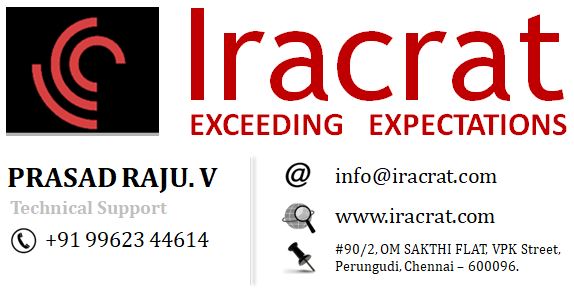 Iracrat
EXCEEDING EXPECTATIONS
PRASAD RAJU. V
Technical Support
+91 99623 44614
@ info@iracrat.com
www.iracrat.com
#90/2, OM SAKTHI FLAT, VPK Street,
Perungudi, Chennai – 600096.